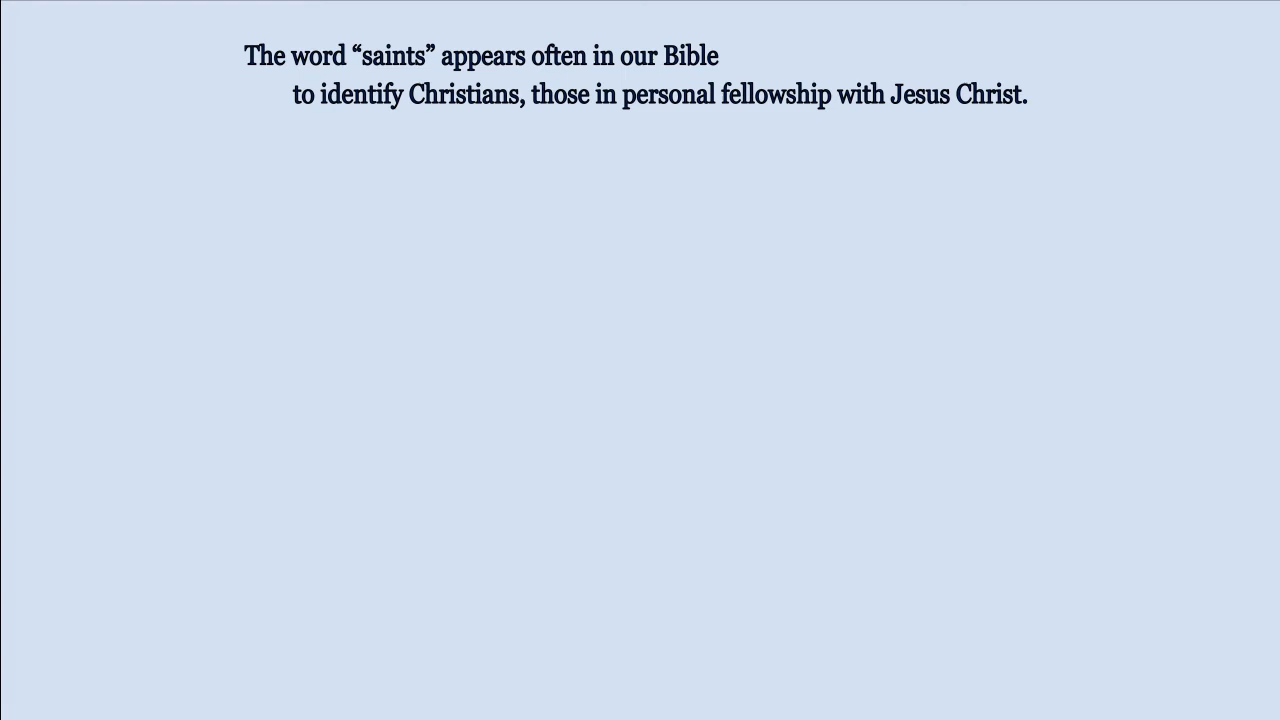 The word “saints” appears often in our Bible
to identify Christians, those in personal fellowship with Jesus Christ.